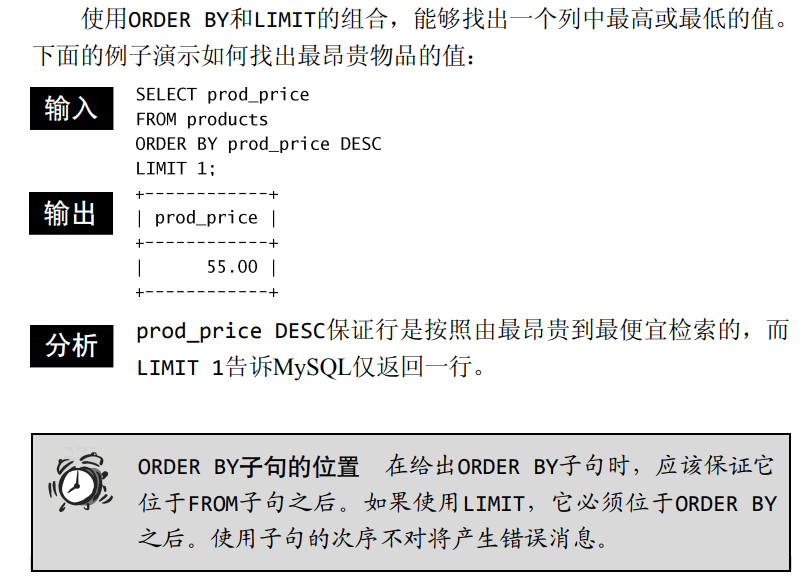 使用ORDER BY和LIMIT的组合，能够找出一个列中最高或最低的值。
下面的例子演示如何找出最昂贵物品的值：
输入
SELECT prod_price
FROM products
ORDER BY prod_price DESC
LIMIT 1;
输出
+------------+
| prod_price |
+------------+
|      55.00 |
+------------+
分析
prod_price DESC保证行是按照由最昂贵到最便宜检索的，而
LIMIT 1告诉MySQL仅返回一行。
ORDER BY子句的位置　在给出ORDER BY子句时，应该保证它
位于FROM子句之后。如果使用LIMIT，它必须位于ORDER BY
之后。使用子句的次序不对将产生错误消息。